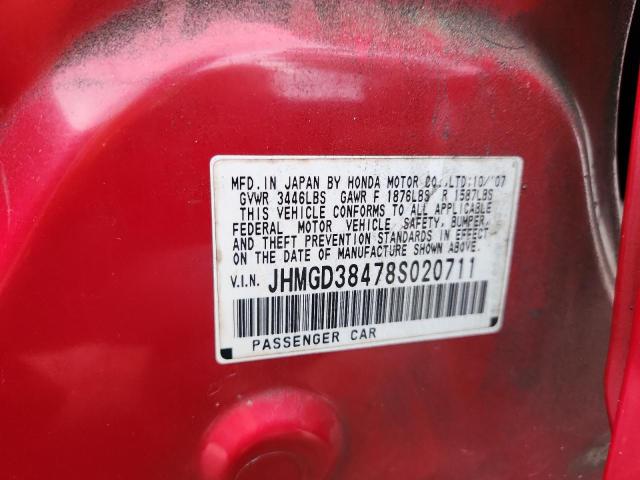 MFD. IN JAPAN BY HONDA MOTOR CO.,LTD:10/'07
GVWR 3446LBS GAWR F 1876LBS R 1587LBS
THIS VEHICLE CONFORMS TO ALL APPLICABLE
FEDERAL MOTOR VEHICLE SAFETY, BUMPER,
AND THEFT PREVENTION STANDARDS IN EFFECT
ON THE DATE OF MANUFACTURE SHOWN ABOVE.
V.I.N. JHMGD38478S020711
PASSENGER CAR